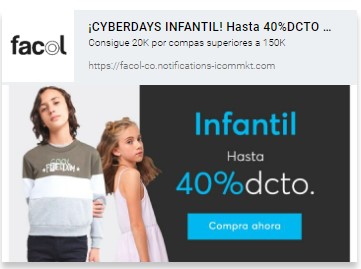 facol
¡CYBERDAYS INFANTIL! Hasta 40%DCTO ...
Consigue 20K por compas superiores a 150K
https://facol-co.notifications-icommkt.com
COOL
Infantil
Hasta
40%dcto.
Compra ahora